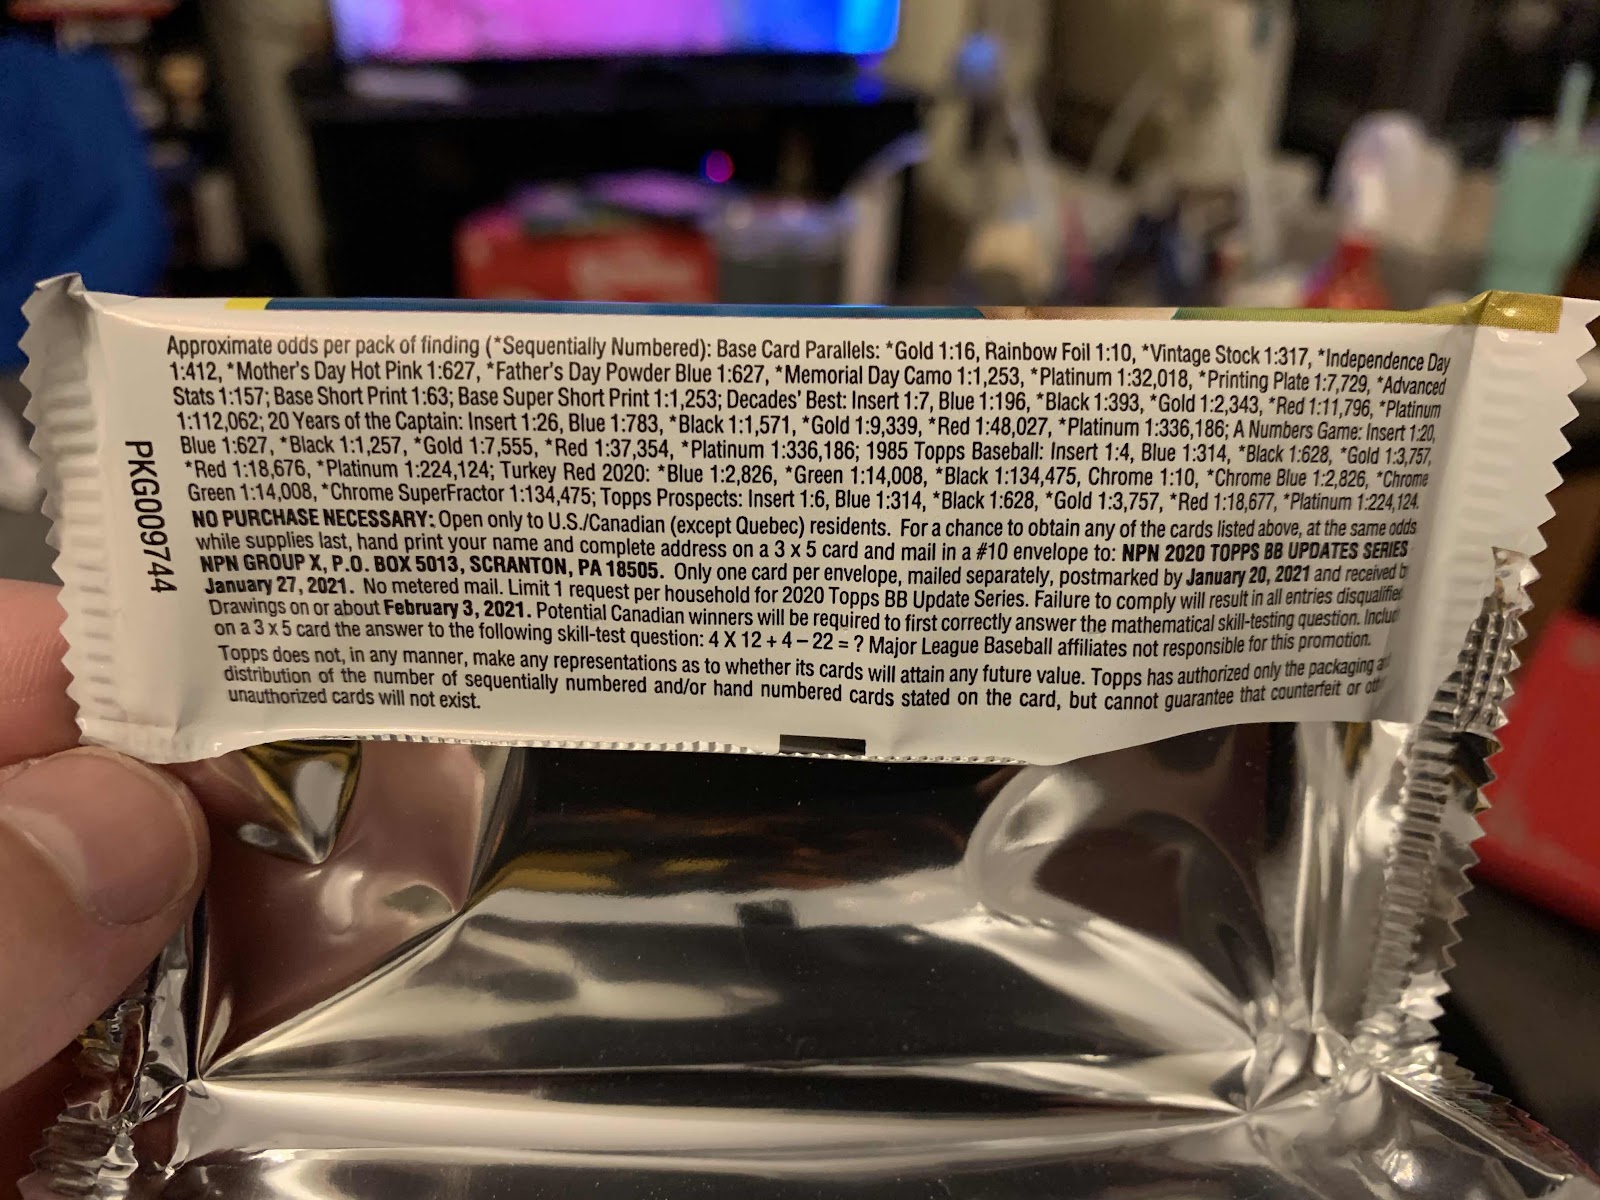 Approximate odds per pack of finding (*Sequentially Numbered): Base Card Parallels: *Gold 1:16, Rainbow Foil 1:10, *Vintage Stock 1:317, *Independence Day
1:412, *Mother's Day Hot Pink 1:627, *Father's Day Powder Blue 1:627, *Memorial Day Camo 1:1,253, *Platinum 1:32,018, *Printing Plate 1:7,729, *Advanced
Stats 1:157; Base Short Print 1:63; Base Super Short Print 1:1,253; Decades' Best: Insert 1:7, Blue 1:196, *Black 1:393, *Gold 1:2,343, *Red 1:11,796, *Platinum
1:112,062; 20 Years of the Captain: Insert 1:26, Blue 1:783, *Black 1:1,571, *Gold 1:9,339, *Red 1:48,027, *Platinum 1:336,186; A Numbers Game: Insert 1:20,
Blue 1:627, *Black 1:1,257, *Gold 1:7,555, *Red 1:37,354, *Platinum 1:336,186; 1985 Topps Baseball: Insert 1:4, Blue 1:314, *Black 1:628, *Gold 1:3,757,
*Red 1:18,676, *Platinum 1:224,124; Turkey Red 2020: *Blue 1:2,826, *Green 1:14,008, *Black 1:134,475, Chrome 1:10, *Chrome Blue 1:2,826, *Chrome
Green 1:14,008, *Chrome SuperFractor 1:134,475; Topps Prospects: Insert 1:6, Blue 1:314, *Black 1:628, *Gold 1:3,757, *Red 1:18,677, *Platinum 1:224,124.
NO PURCHASE NECESSARY: Open only to U.S./Canadian (except Quebec) residents. For a chance to obtain any of the cards listed above, at the same odds
while supplies last, hand print your name and complete address on a 3 x 5 card and mail in a #10 envelope to: NPN 2020 TOPPS BB UPDATES SERIES
NPN GROUP X, P.O. BOX 5013, SCRANTON, PA 18505. Only one card per envelope, mailed separately, postmarked by January 20, 2021 and received b
January 27, 2021. No metered mail. Limit 1 request per household for 2020 Topps BB Update Series. Failure to comply will result in all entries disqualifie
Drawings on or about February 3, 2021. Potential Canadian winners will be required to first correctly answer the mathematical skill-testing question. Includ
on a 3 x 5 card the answer to the following skill-test question: 4 X 12 + 4 – 22 = ? Major League Baseball affiliates not responsible for this promotion.
Topps does not, in any manner, make any representations as to whether its cards will attain any future value. Topps has authorized only the packaging a
distribution of the number of sequentially numbered and/or hand numbered cards stated on the card, but cannot guarantee that counterfeit or oth
unauthorized cards will not exist.
PKG009744